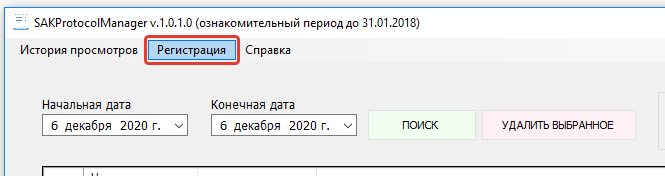 SAKProtocolManager v.1.0.1.0 (ознакомительный период до 31.01.2018)
История просмотров Регистрация Справка
Начальная дата Конечная дата
6 декабря 2020 г. 6 декабря 2020 г. ПОИСК УДАЛИТЬ ВЫБРАННОЕ